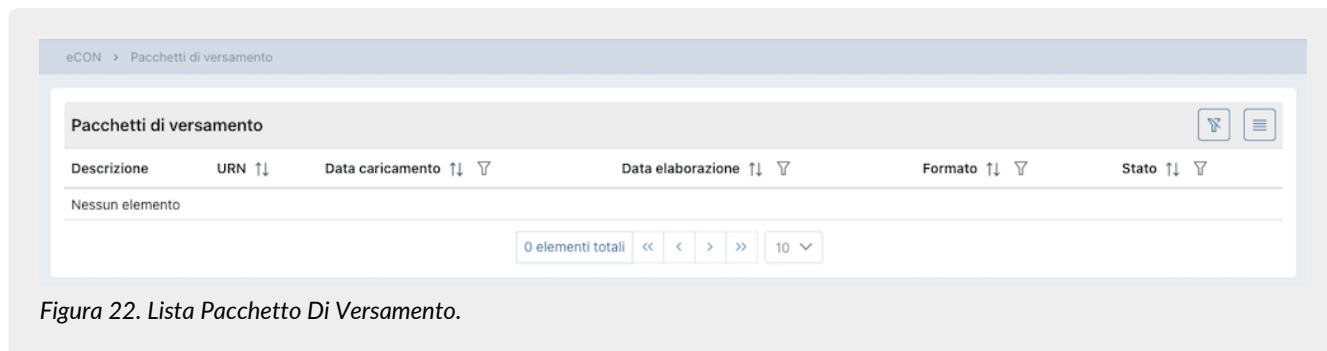 eCON > Pacchetti di versamento
Pacchetti di versamento
Descrizione URN Data caricamento Data elaborazione Formato Stato
Nessun elemento
0 elementi totali << < > >> 10
Figura 22. Lista Pacchetto Di Versamento.